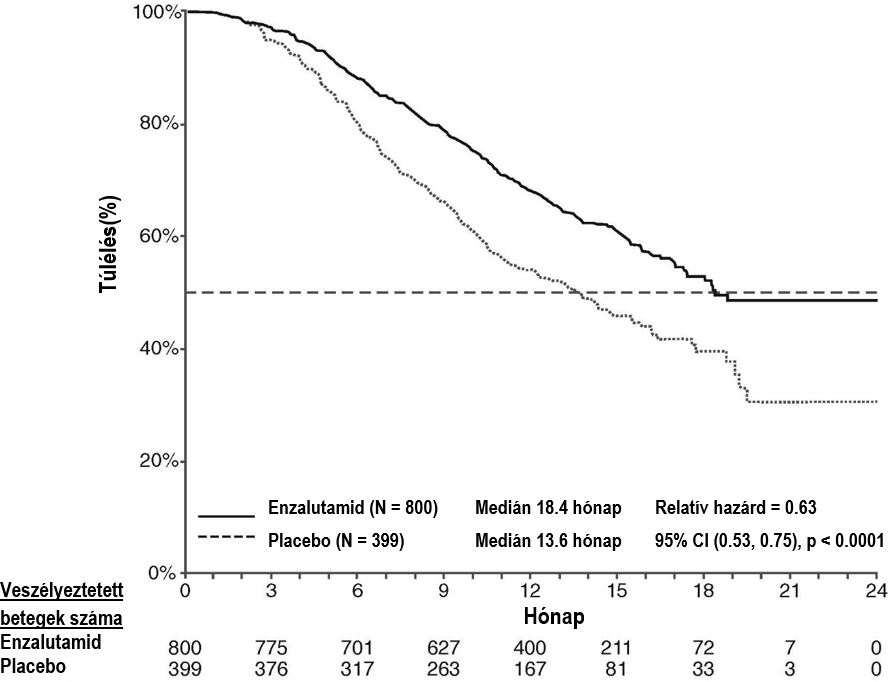 100%
80%
60%
40%
20%
0%
Túlélés(%)
Enzalutamid (N = 800) Medián 18.4 hónap Relatív hazárd = 0.63
Placebo (N = 399) Medián 13.6 hónap 95% CI (0.53, 0.75), p < 0.0001
0 3 6 9 12 15 18 21 24
Hónap
Veszélyeztetett
betegek száma
Enzalutamid 800 775 701 627 400 211 72 7 0
Placebo 399 376 317 263 167 81 33 3 0